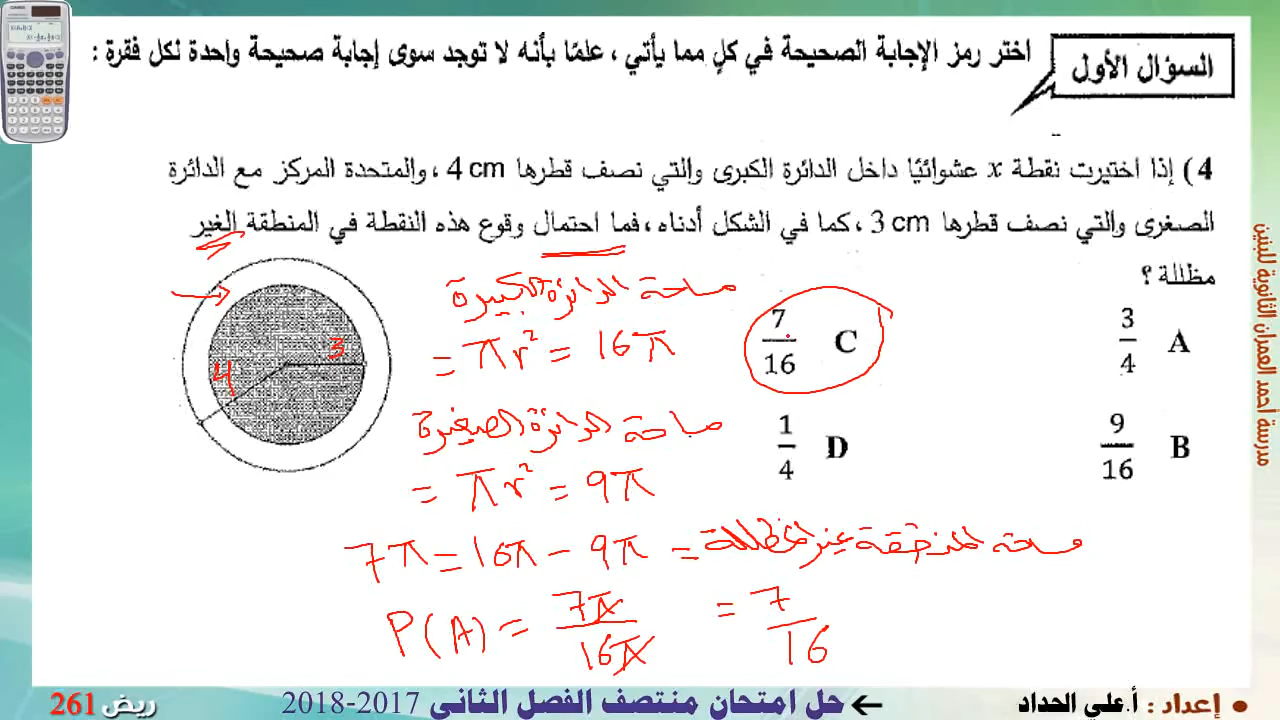 السؤال الأول
اختر رمز الإجابة الصحيحة في كلٍ مما يأتي ، علمًا بأنه لا توجد سوى إجابة صحيحة واحدة لكل فقرة :
4) إذا اختيرت نقطة x عشوائيًا داخل الدائرة الكبرى والتي نصف قطرها 4 cm ، والمتحدة المركز مع الدائرة
الصغرى والتي نصف قطرها 3 cm ، كما في الشكل أدناه، فما احتمال وقوع هذه النقطة في المنطقة الغير
مظللة ؟
A 3/4
C 7/16
B 9/16
D 1/4
3
4
مساحة الدائرة الكبيرة
= πr² = 16π
مساحة الدائرة الصغيرة
= πr² = 9π
مساحة المنطقة غير المظللة = 16π − 9π = 7π
P(A) = 7π/16π = 7/16
مدرسة أحمد العمران الثانوية للبنين
إعداد : أ.علي الحداد
حل امتحان منتصف الفصل الثاني 2017-2018
ريض 261